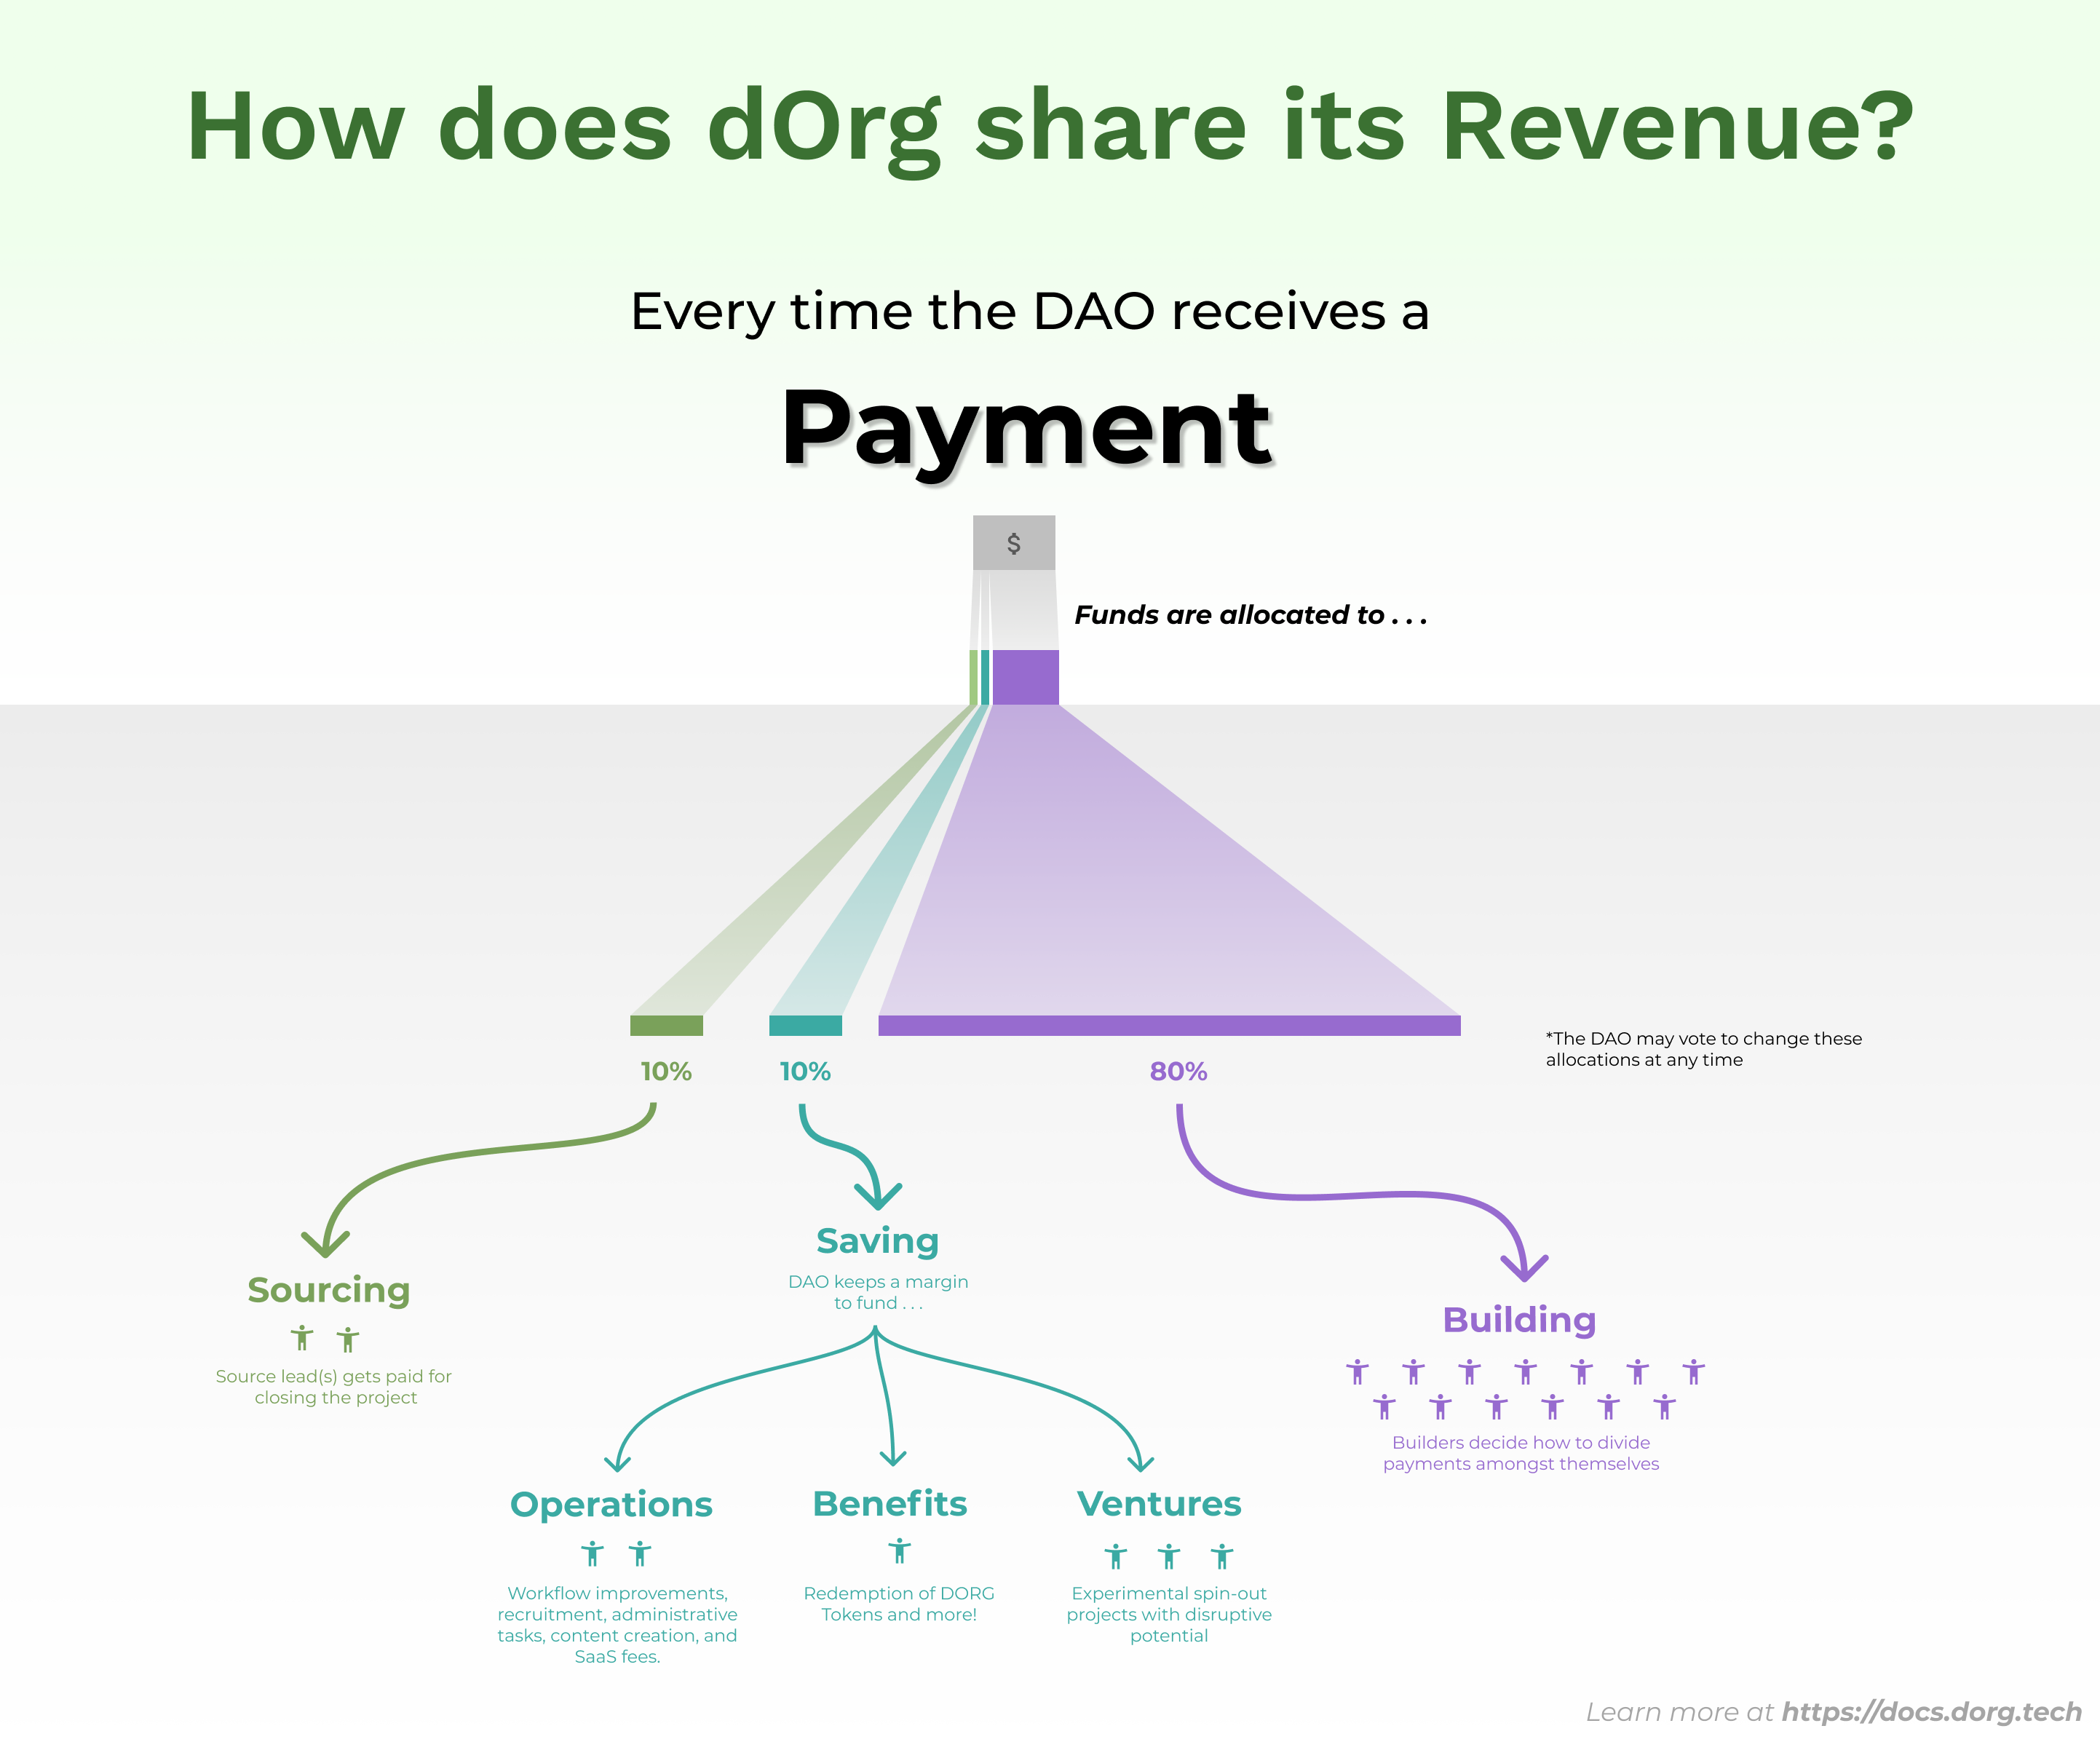 How does dOrg share its Revenue?
Every time the DAO receives a
Payment
$
Funds are allocated to . . .
10%
10%
80%
*The DAO may vote to change these
allocations at any time
Sourcing
Source lead(s) gets paid for
closing the project
Saving
DAO keeps a margin
to fund . . .
Building
Builders decide how to divide
payments amongst themselves
Operations
Workflow improvements,
recruitment, administrative
tasks, content creation, and
SaaS fees.
Benefits
Redemption of DORG
Tokens and more!
Ventures
Experimental spin-out
projects with disruptive
potential
Learn more at https://docs.dorg.tech